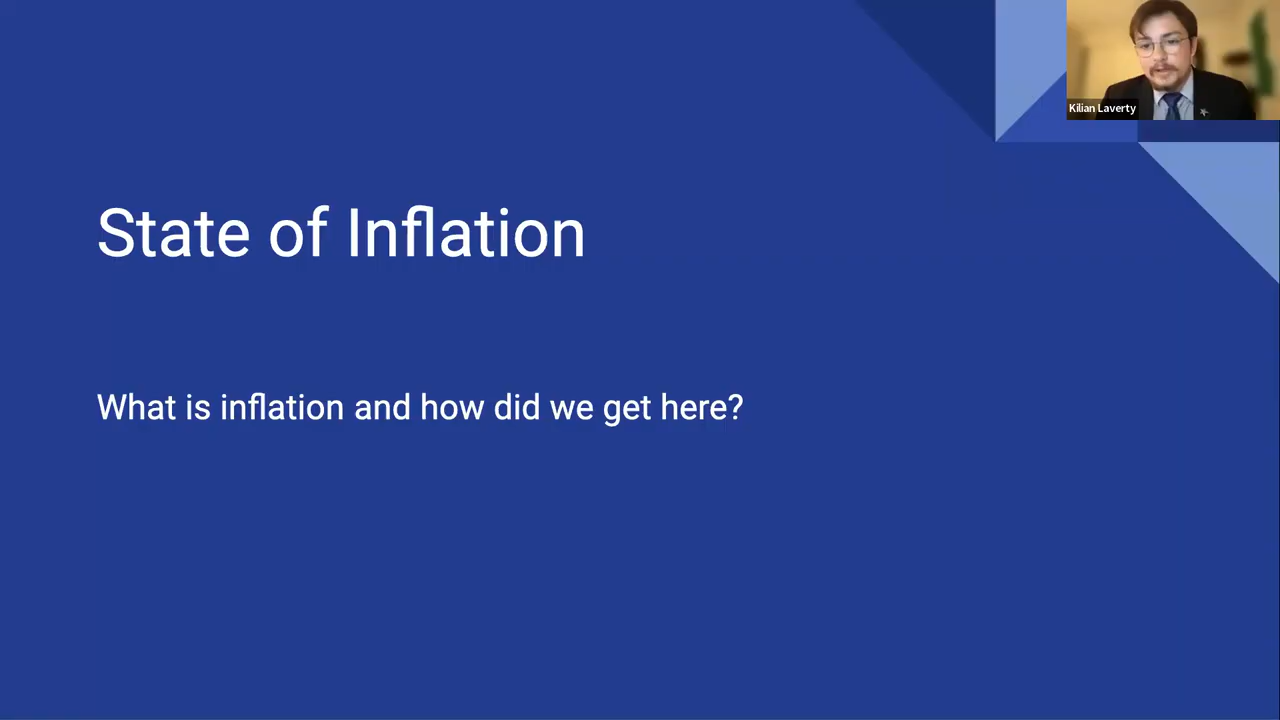 Kilian Laverty
State of Inflation
What is inflation and how did we get here?